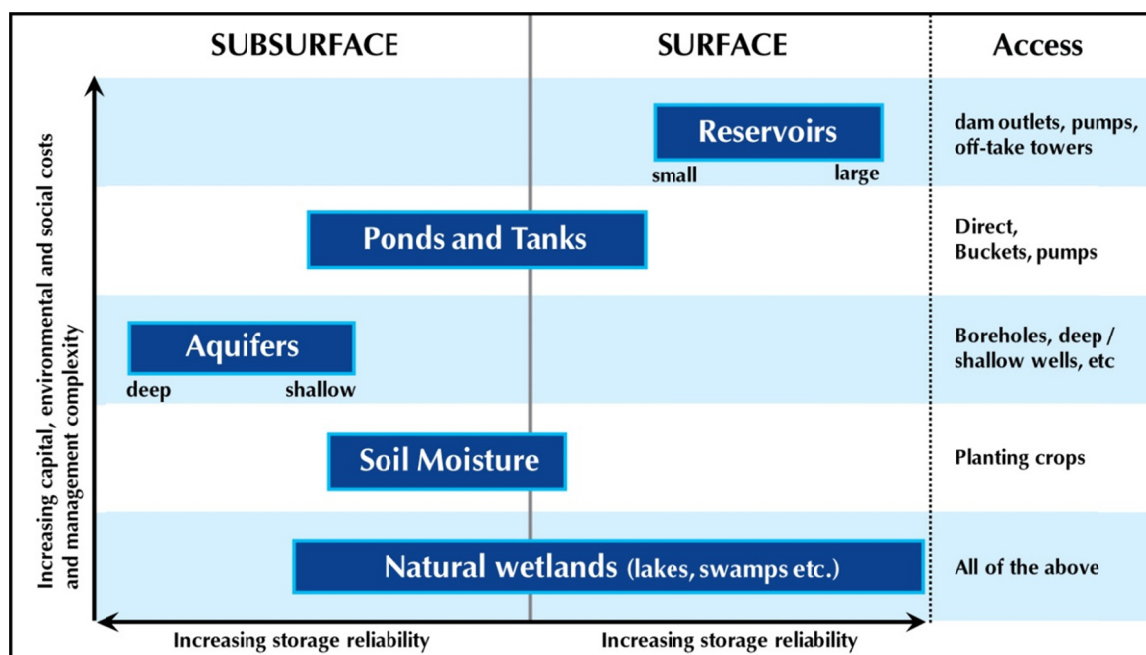 SUBSURFACE
SURFACE
Access
Increasing capital, environmental and social costs
and management complexity
Reservoirs
small
large
dam outlets, pumps,
off-take towers
Ponds and Tanks
Direct,
Buckets, pumps
Aquifers
deep
shallow
Boreholes, deep /
shallow wells, etc
Soil Moisture
Planting crops
Natural wetlands (lakes, swamps etc.)
All of the above
Increasing storage reliability
Increasing storage reliability